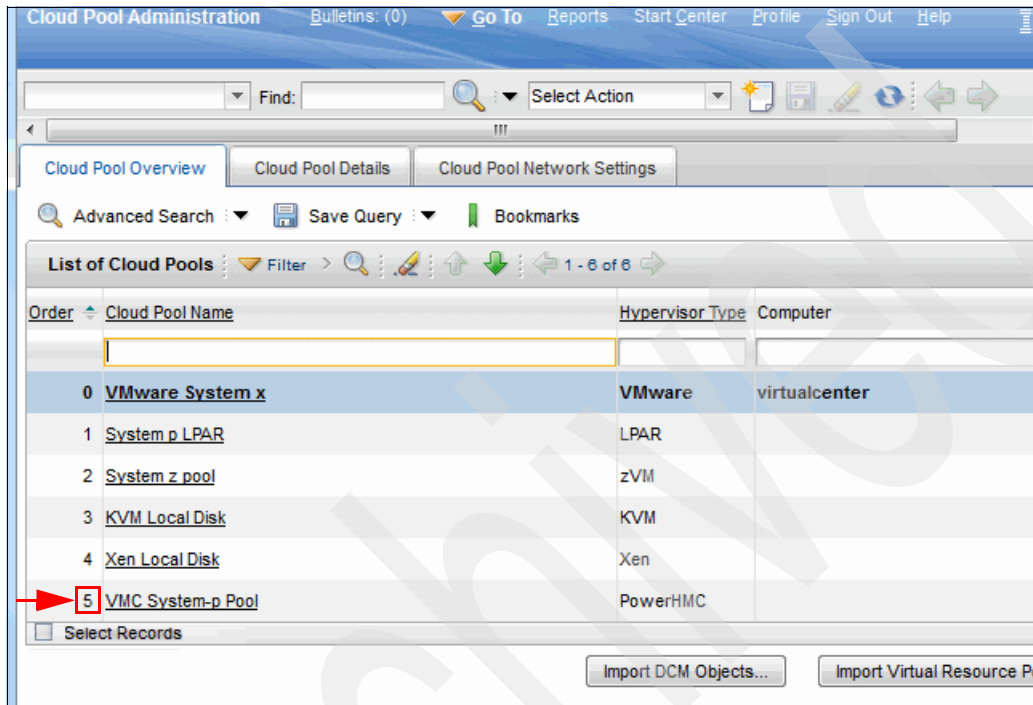 Cloud Pool Administration Bulletins: (0) Go To Reports Start Center Profile Sign Out Help
Find: Select Action
Cloud Pool Overview Cloud Pool Details Cloud Pool Network Settings
Advanced Search Save Query Bookmarks
List of Cloud Pools Filter 1 - 6 of 6
Order Cloud Pool Name Hypervisor Type Computer
0 VMware System x VMware virtualcenter
1 System p LPAR LPAR
2 System z pool zVM
3 KVM Local Disk KVM
4 Xen Local Disk Xen
5 VMC System-p Pool PowerHMC
Select Records
Import DCM Objects... Import Virtual Resource